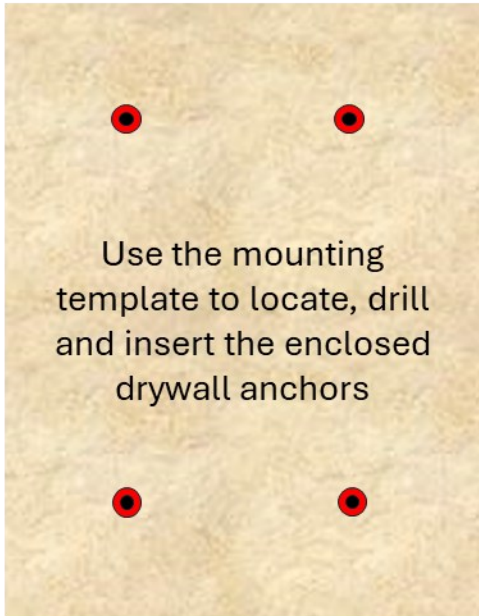 Use the mounting
template to locate, drill
and insert the enclosed
drywall anchors